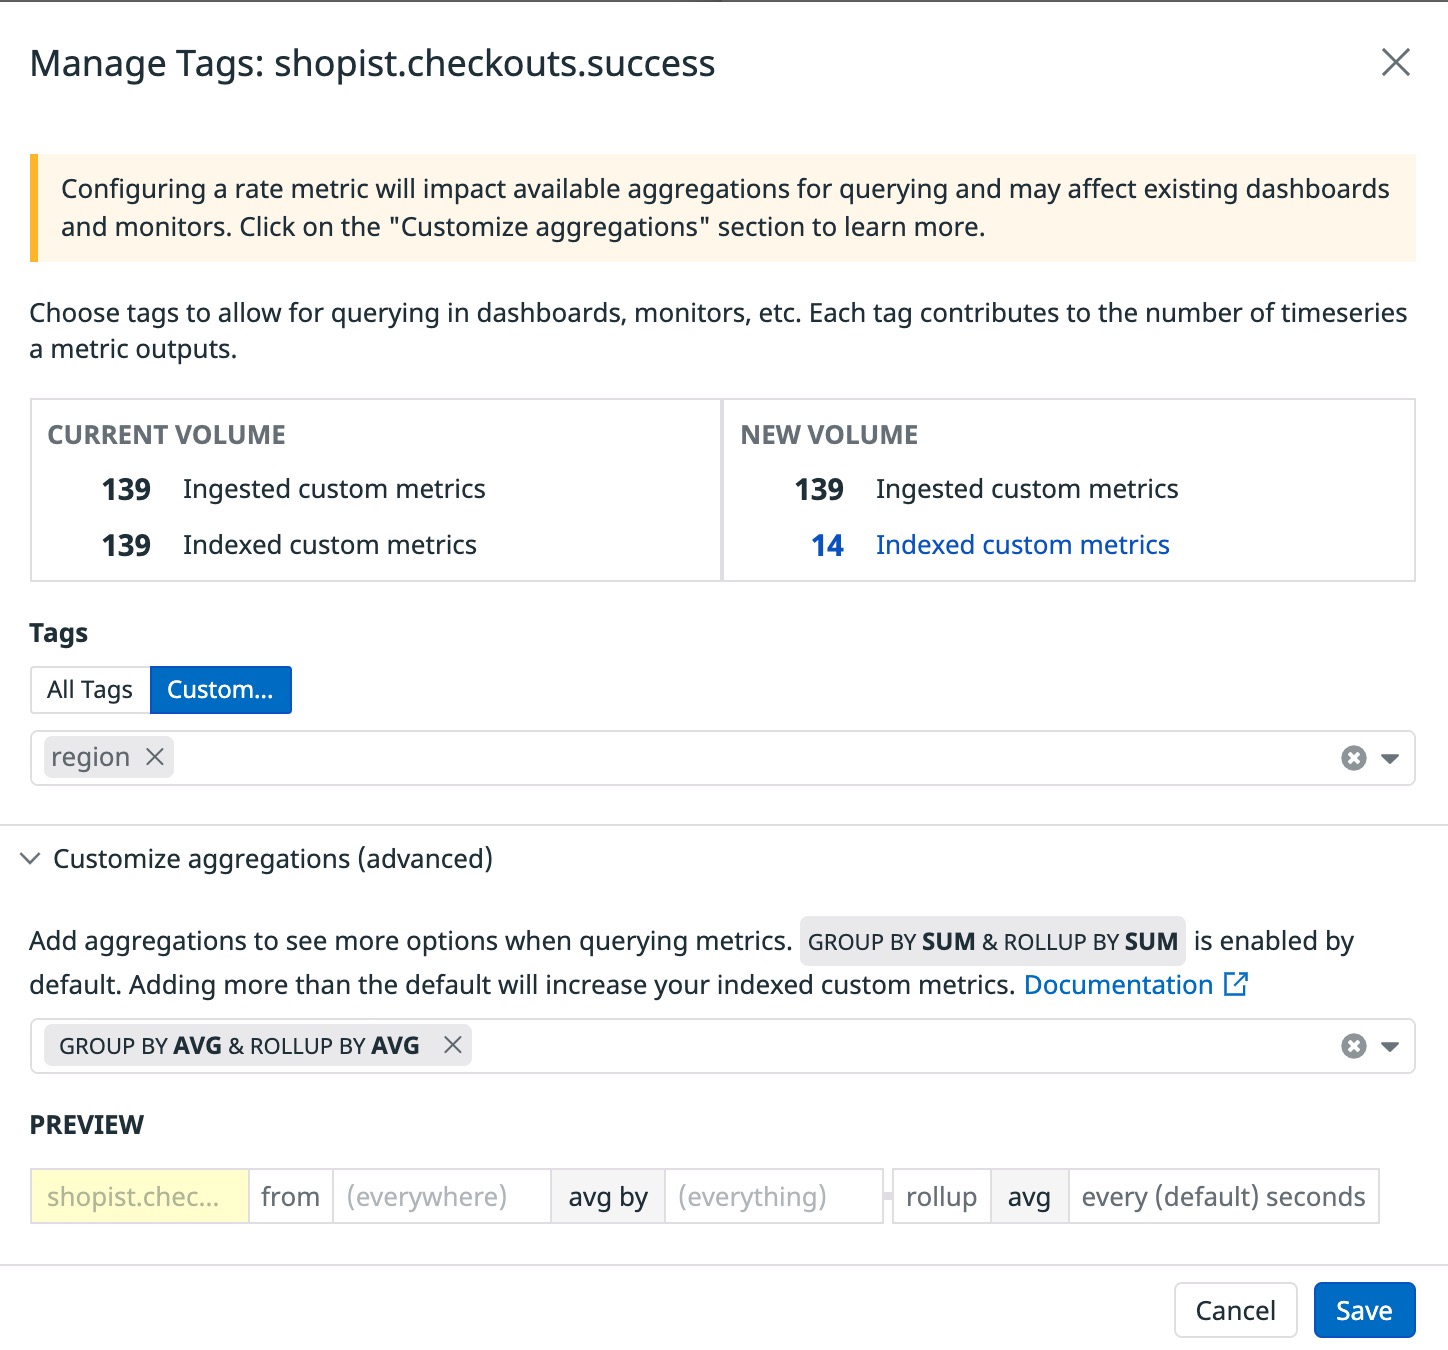 Manage Tags: shopist.checkouts.success
Configuring a rate metric will impact available aggregations for querying and may affect existing dashboards
and monitors. Click on the "Customize aggregations" section to learn more.
Choose tags to allow for querying in dashboards, monitors, etc. Each tag contributes to the number of timeseries
a metric outputs.
CURRENT VOLUME
139 Ingested custom metrics
139 Indexed custom metrics
NEW VOLUME
139 Ingested custom metrics
14 Indexed custom metrics
Tags
All Tags Custom...
region
Customize aggregations (advanced)
Add aggregations to see more options when querying metrics. GROUP BY SUM & ROLLUP BY SUM is enabled by
default. Adding more than the default will increase your indexed custom metrics. Documentation
GROUP BY AVG & ROLLUP BY AVG
PREVIEW
shopist.chec... from (everywhere) avg by (everything) rollup avg every (default) seconds
Cancel Save